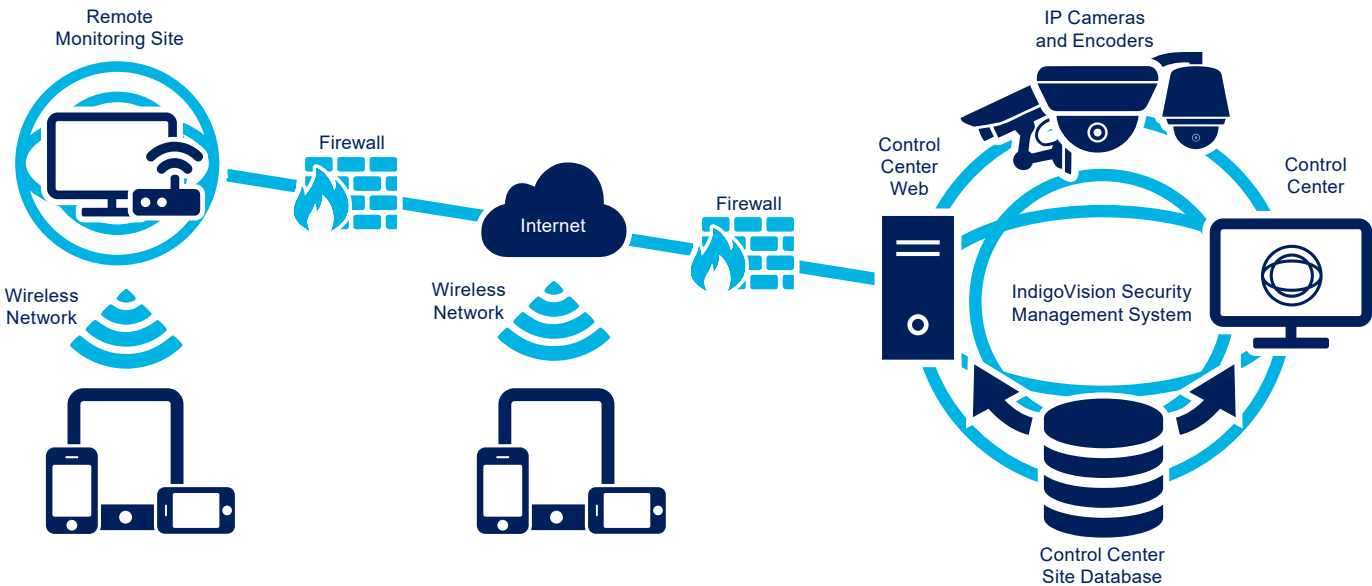 Remote
Monitoring Site
Firewall
Internet
Wireless
Network
Wireless
Network
Firewall
IP Cameras
and Encoders
Control
Center
Web
Control
Center
IndigoVision Security
Management System
Control Center
Site Database